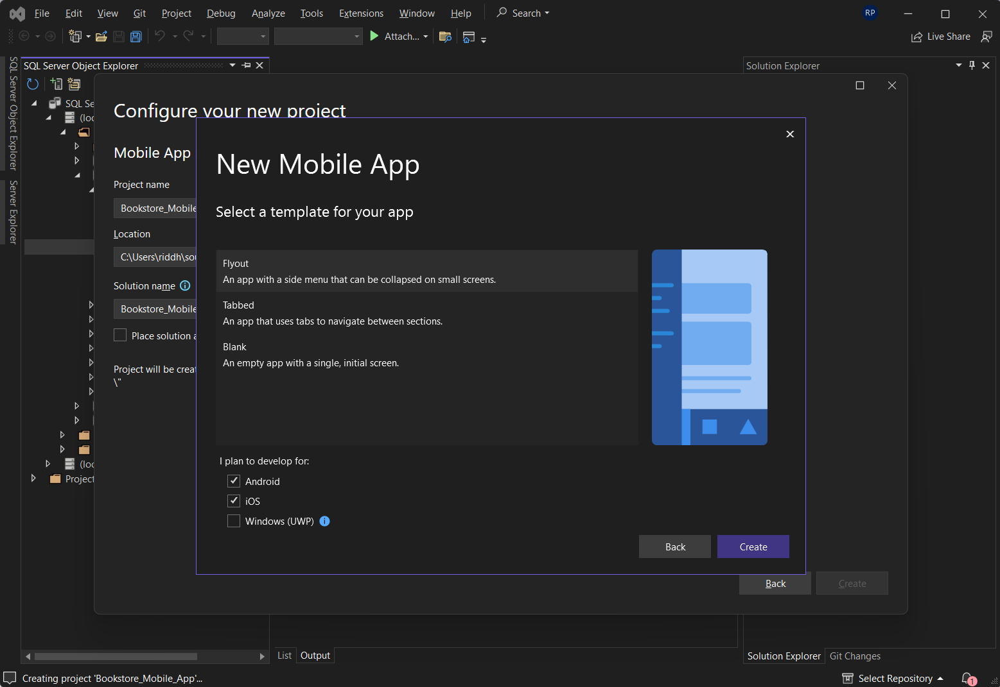 File Edit View Git Project Debug Analyze Tools Extensions Window Help Search RP
Attach... Live Share
SQL Server Object Explorer
Server Explorer
SQL Server Object Explorer
SQL Se
(loc
(loc
Project
Solution Explorer
Configure your new project
Mobile App
Project name
Bookstore_Mobile
Location
C:\Users\riddh\sou
Solution name
Bookstore_Mobile
Place solution a
Project will be creat
\"
New Mobile App
Select a template for your app
Flyout
An app with a side menu that can be collapsed on small screens.
Tabbed
An app that uses tabs to navigate between sections.
Blank
An empty app with a single, initial screen.
I plan to develop for:
Android
iOS
Windows (UWP)
Back Create
Back Create
List Output
Solution Explorer Git Changes
Creating project 'Bookstore_Mobile_App'... Select Repository 1